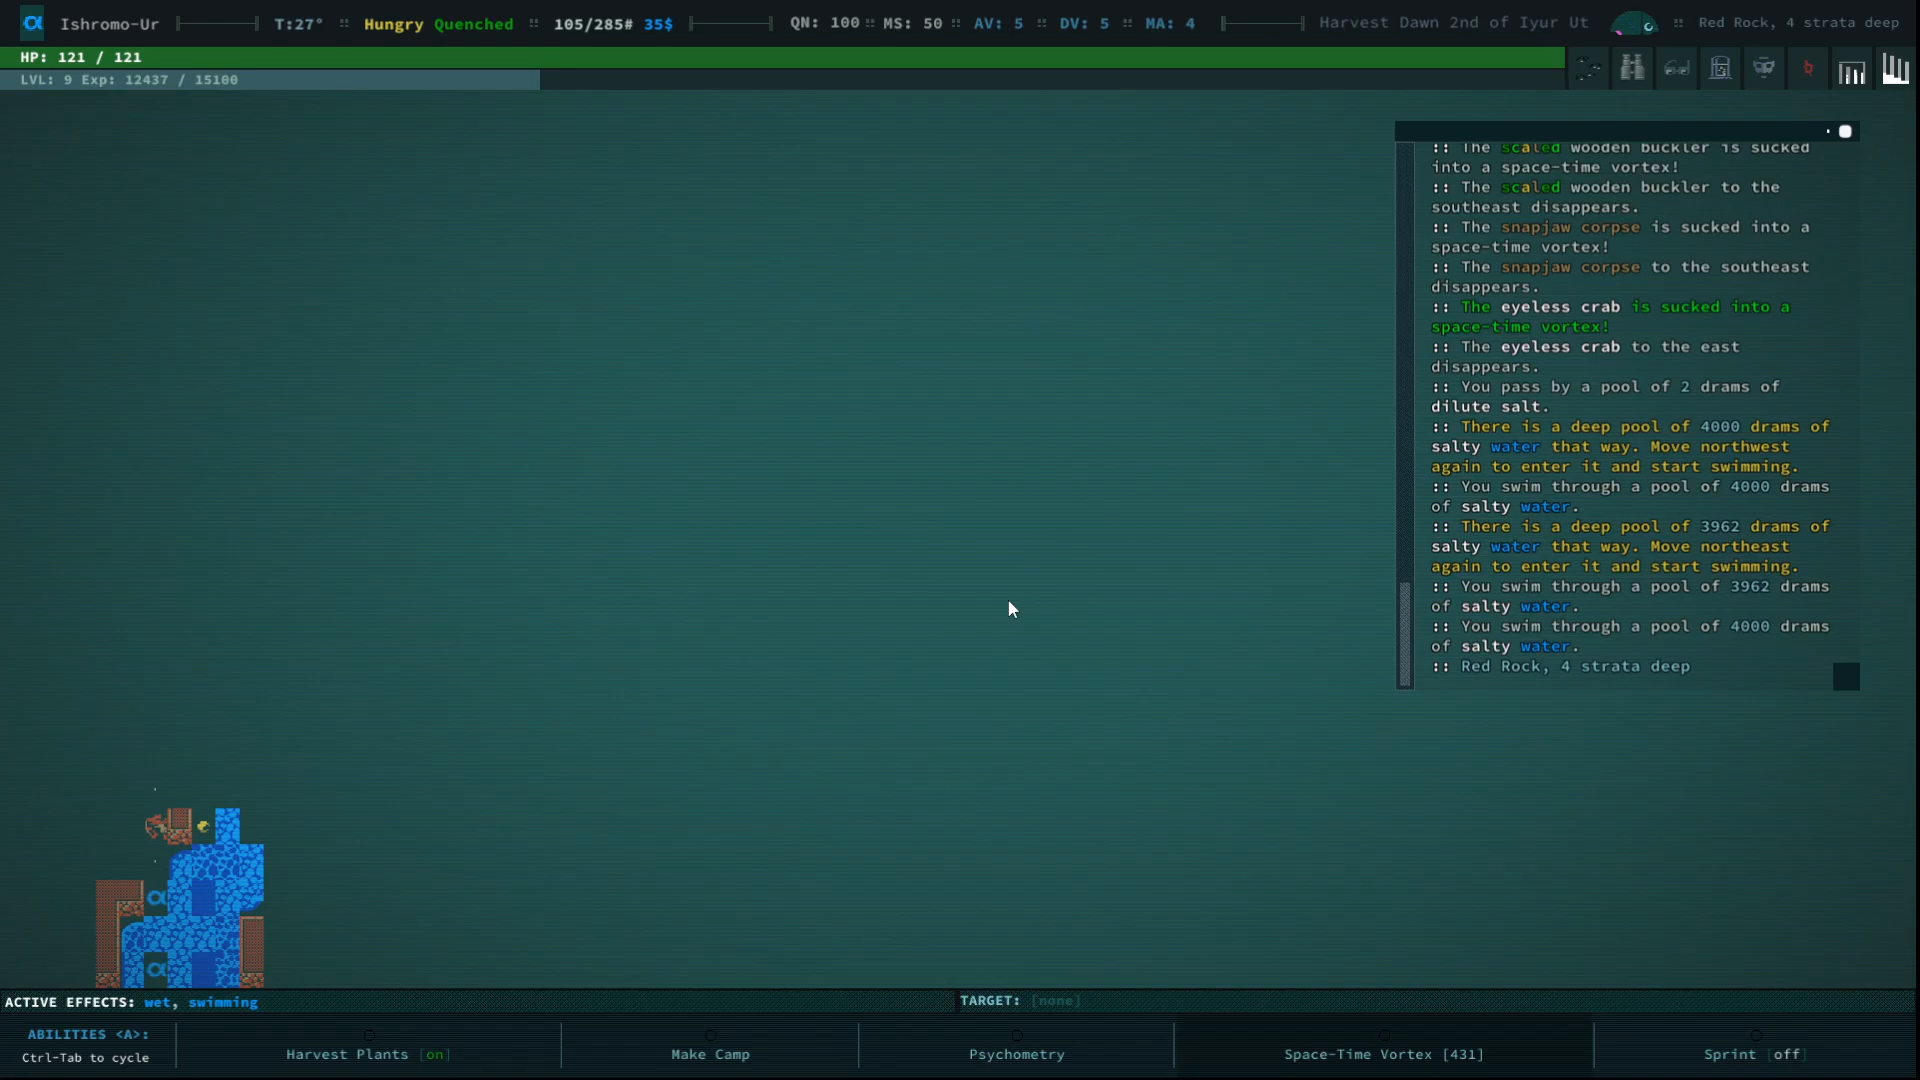 α Ishromo-Ur T:27° :: Hungry Quenched :: 105/285# 35$ QN: 100 :: MS: 50 :: AV: 5 :: DV: 5 :: MA: 4 Harvest Dawn 2nd of Iyur Ut :: Red Rock, 4 strata deep
HP: 121 / 121
LVL: 9 Exp: 12437 / 15100
:: The scaled wooden buckler is sucked
into a space-time vortex!
:: The scaled wooden buckler to the
southeast disappears.
:: The snapjaw corpse is sucked into a
space-time vortex!
:: The snapjaw corpse to the southeast
disappears.
:: The eyeless crab is sucked into a
space-time vortex!
:: The eyeless crab to the east
disappears.
:: You pass by a pool of 2 drams of
dilute salt.
:: There is a deep pool of 4000 drams of
salty water that way. Move northwest
again to enter it and start swimming.
:: You swim through a pool of 4000 drams
of salty water.
:: There is a deep pool of 3962 drams of
salty water that way. Move northeast
again to enter it and start swimming.
:: You swim through a pool of 3962 drams
of salty water.
:: You swim through a pool of 4000 drams
of salty water.
:: Red Rock, 4 strata deep
α
α
ACTIVE EFFECTS: wet, swimming
TARGET: [none]
ABILITIES <A>:
Ctrl-Tab to cycle
Harvest Plants [on]
Make Camp
Psychometry
Space-Time Vortex [431]
Sprint [off]